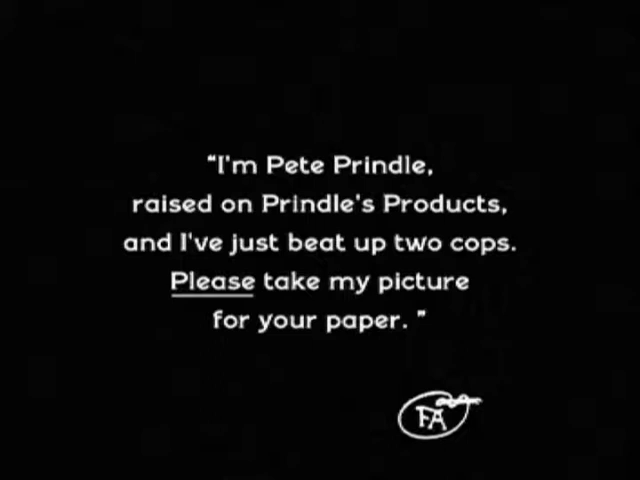 "I'm Pete Prindle,
raised on Prindle's Products,
and I've just beat up two cops.
Please take my picture
for your paper. "
FA